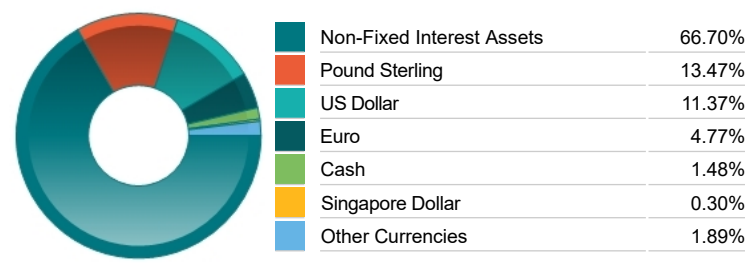 Non-Fixed Interest Assets 66.70%
Pound Sterling 13.47%
US Dollar 11.37%
Euro 4.77%
Cash 1.48%
Singapore Dollar 0.30%
Other Currencies 1.89%